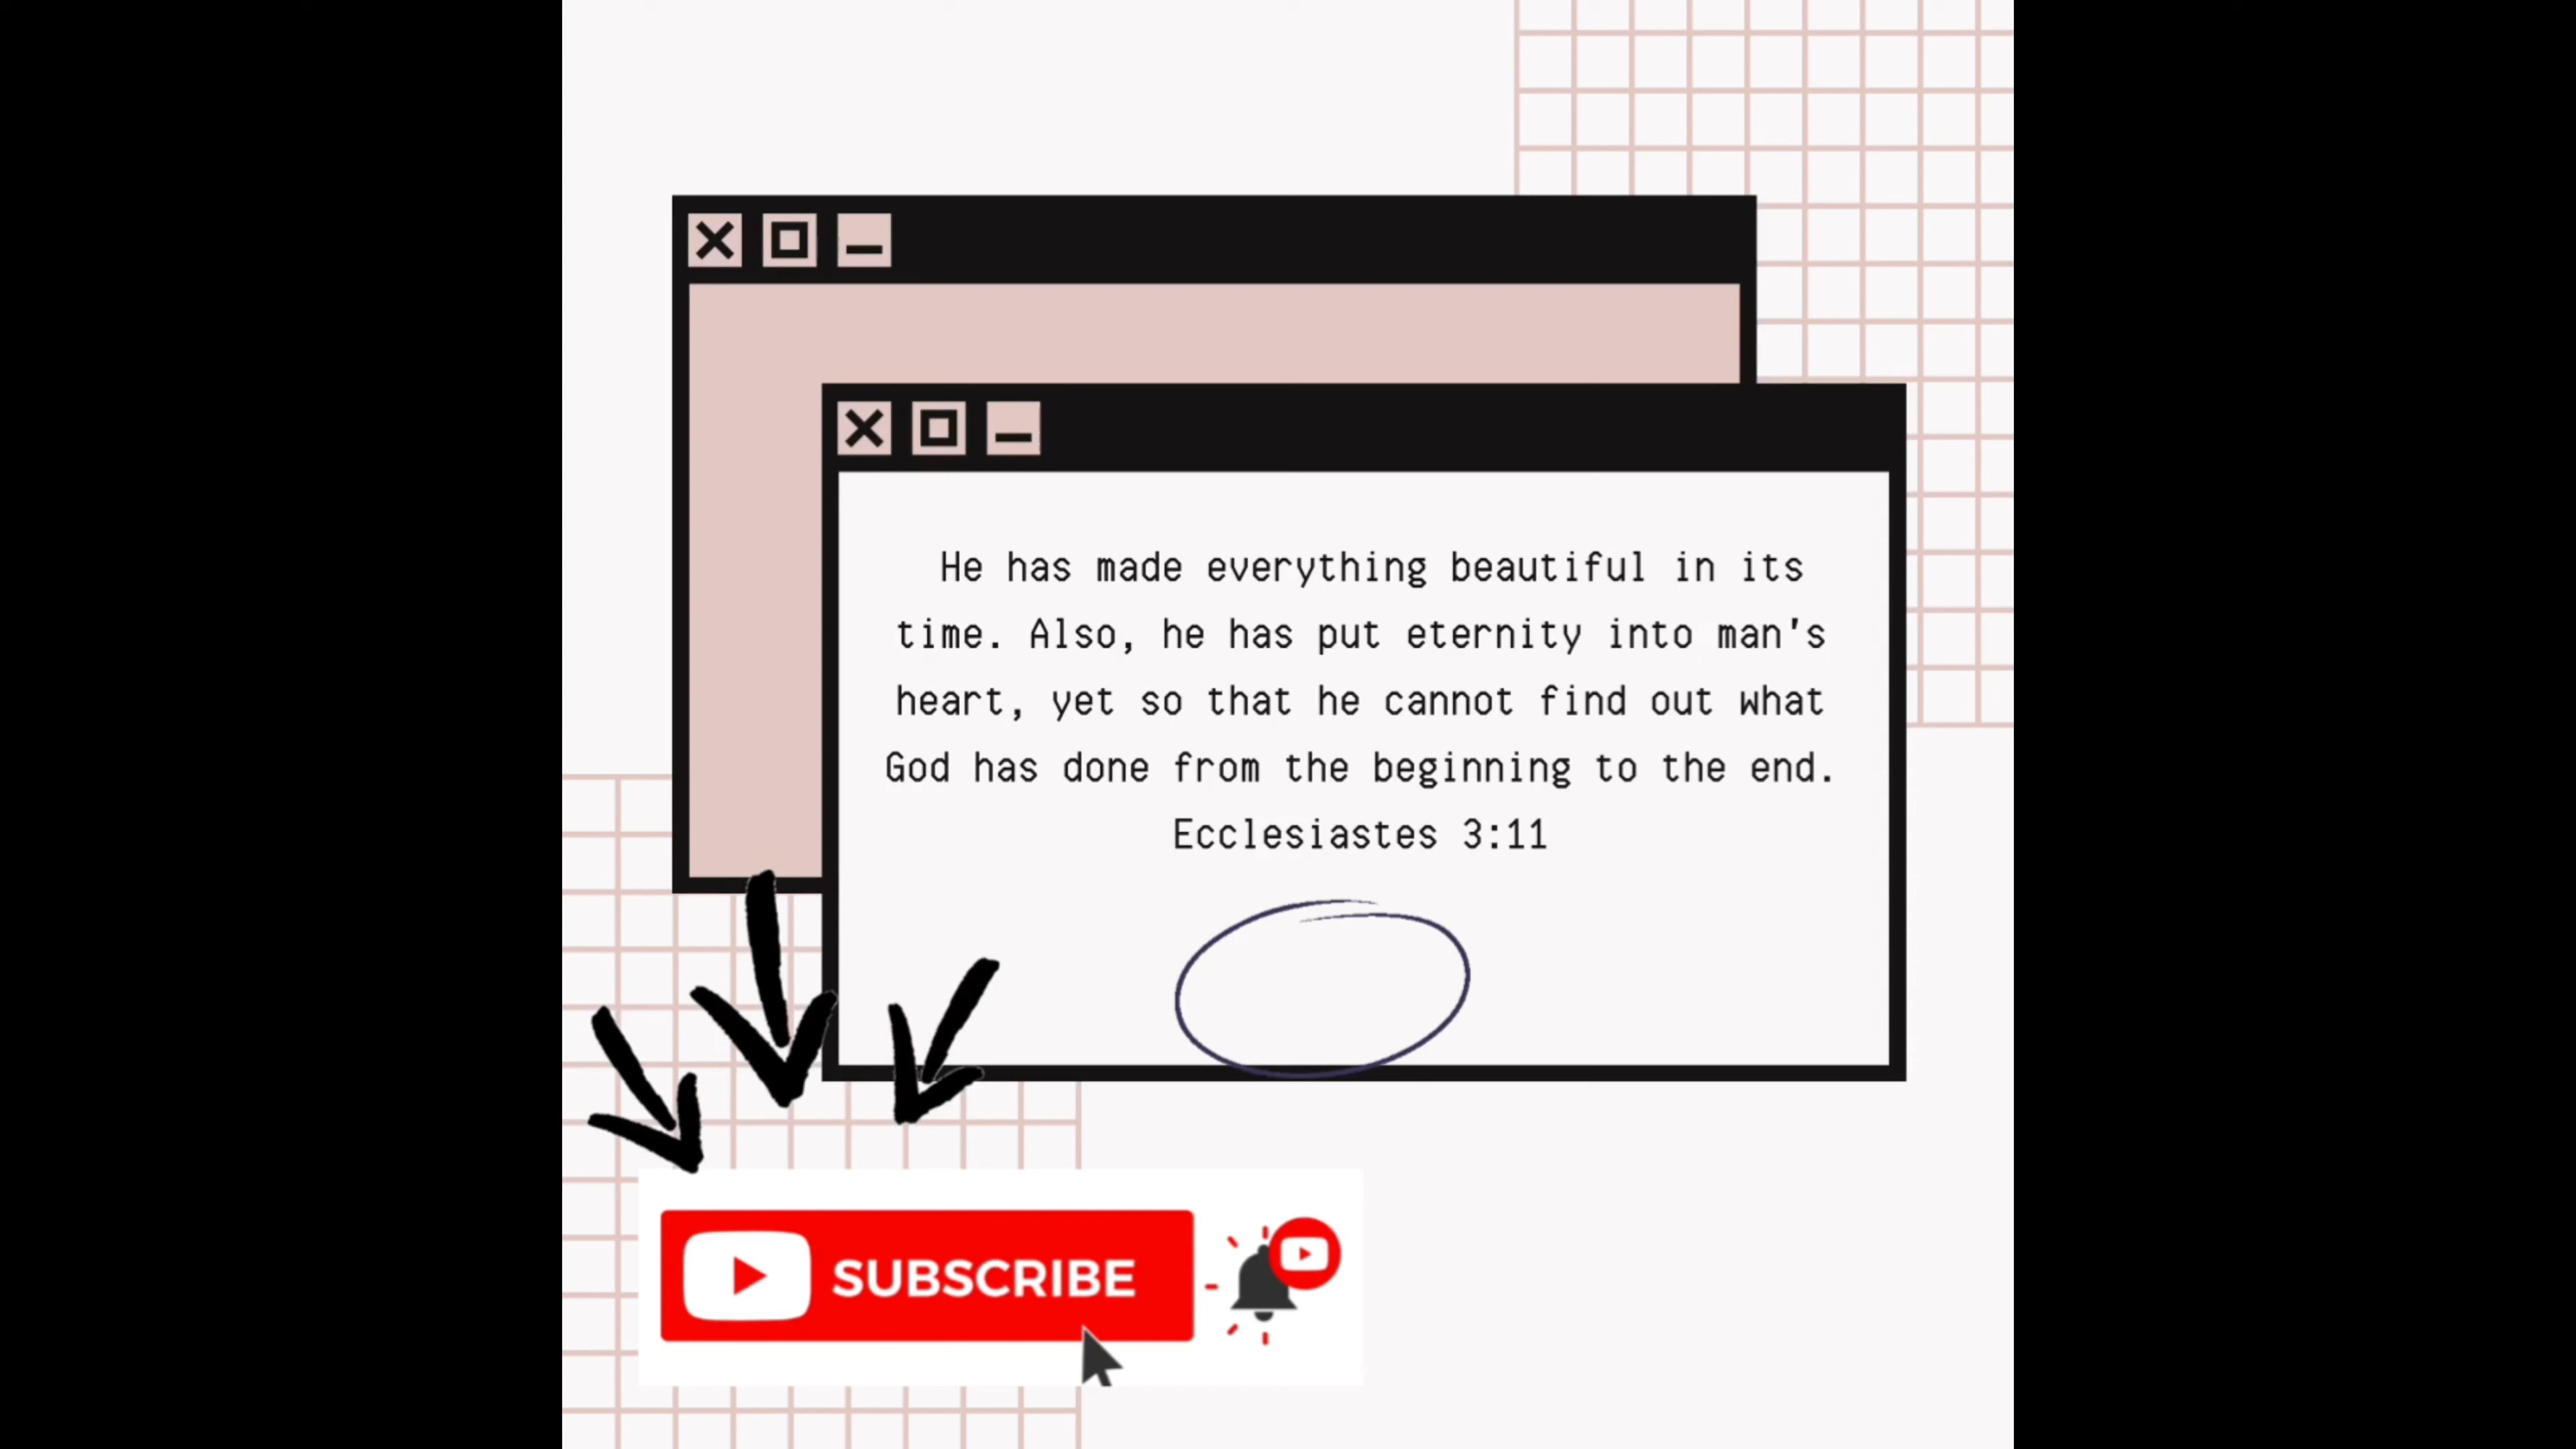 He has made everything beautiful in its
time. Also, he has put eternity into man's
heart, yet so that he cannot find out what
God has done from the beginning to the end.
Ecclesiastes 3:11
SUBSCRIBE